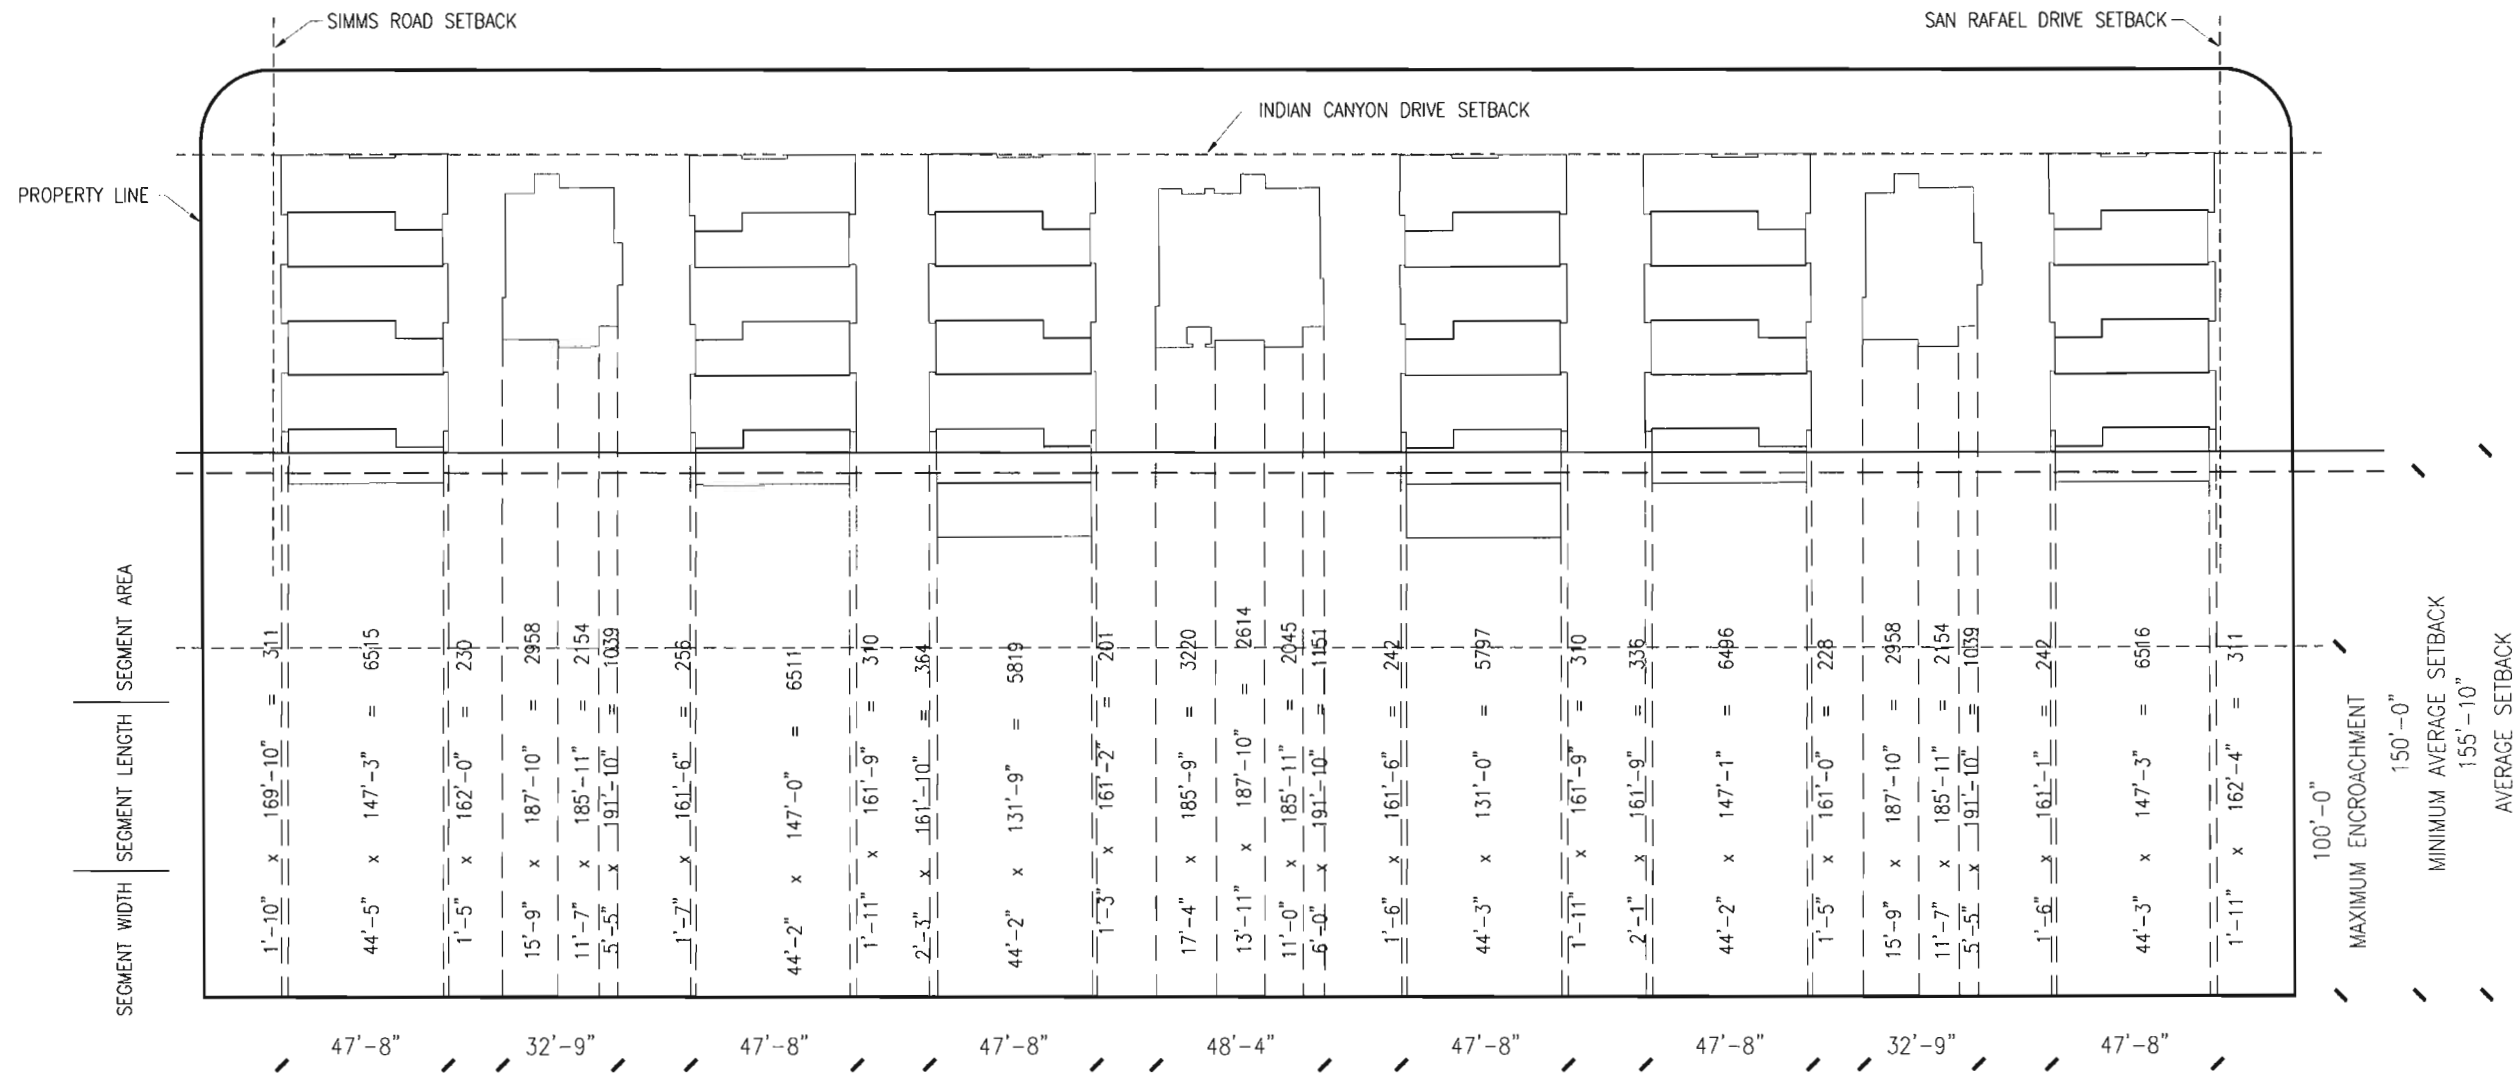 SIMMS ROAD SETBACK
SAN RAFAEL DRIVE SETBACK
INDIAN CANYON DRIVE SETBACK
PROPERTY LINE
SEGMENT WIDTH
SEGMENT LENGTH
SEGMENT AREA
1'-10" x 169'-10" = 311
44'-5" x 147'-3" = 6515
1'-5" x 162'-0" = 230
15'-9" x 187'-10" = 2958
11'-7" x 185'-11" = 2154
5'-5" x 191'-10" = 1039
1'-7" x 161'-6" = 256
44'-2" x 147'-0" = 6511
1'-11" x 161'-9" = 310
2'-3" x 161'-10" = 364
44'-2" x 131'-9" = 5819
1'-3" x 161'-2" = 201
17'-4" x 185'-9" = 3220
13'-11" x 187'-10" = 2614
11'-0" x 185'-11" = 2045
6'-0" x 191'-10" = 1151
1'-6" x 161'-6" = 242
44'-3" x 131'-0" = 5797
1'-11" x 161'-9" = 310
2'-1" x 161'-9" = 336
44'-2" x 147'-1" = 6496
1'-5" x 161'-0" = 228
15'-9" x 187'-10" = 2958
11'-7" x 185'-11" = 2154
5'-5" x 191'-10" = 1039
1'-6" x 161'-1" = 242
44'-3" x 147'-3" = 6516
1'-11" x 162'-4" = 311
100'-0"
MAXIMUM ENCROACHMENT
150'-0"
MINIMUM AVERAGE SETBACK
155'-10"
AVERAGE SETBACK
47'-8"
32'-9"
47'-8"
47'-8"
48'-4"
47'-8"
47'-8"
32'-9"
47'-8"